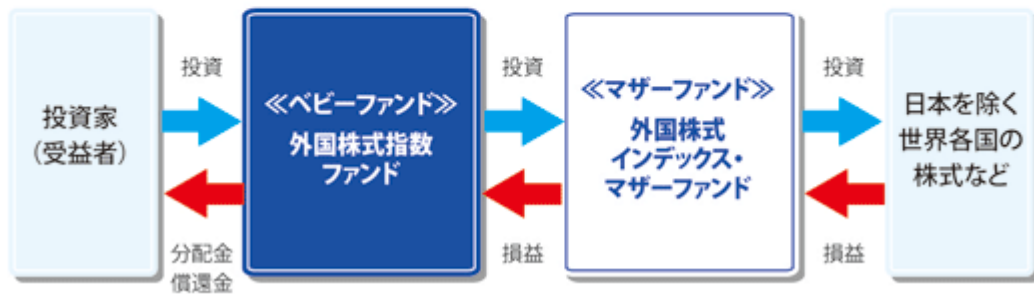 投資家
（受益者）
投資
分配金
償還金
≪ベビーファンド≫
外国株式指数
ファンド
投資
損益
≪マザーファンド≫
外国株式
インデックス・
マザーファンド
投資
損益
日本を除く
世界各国の
株式など